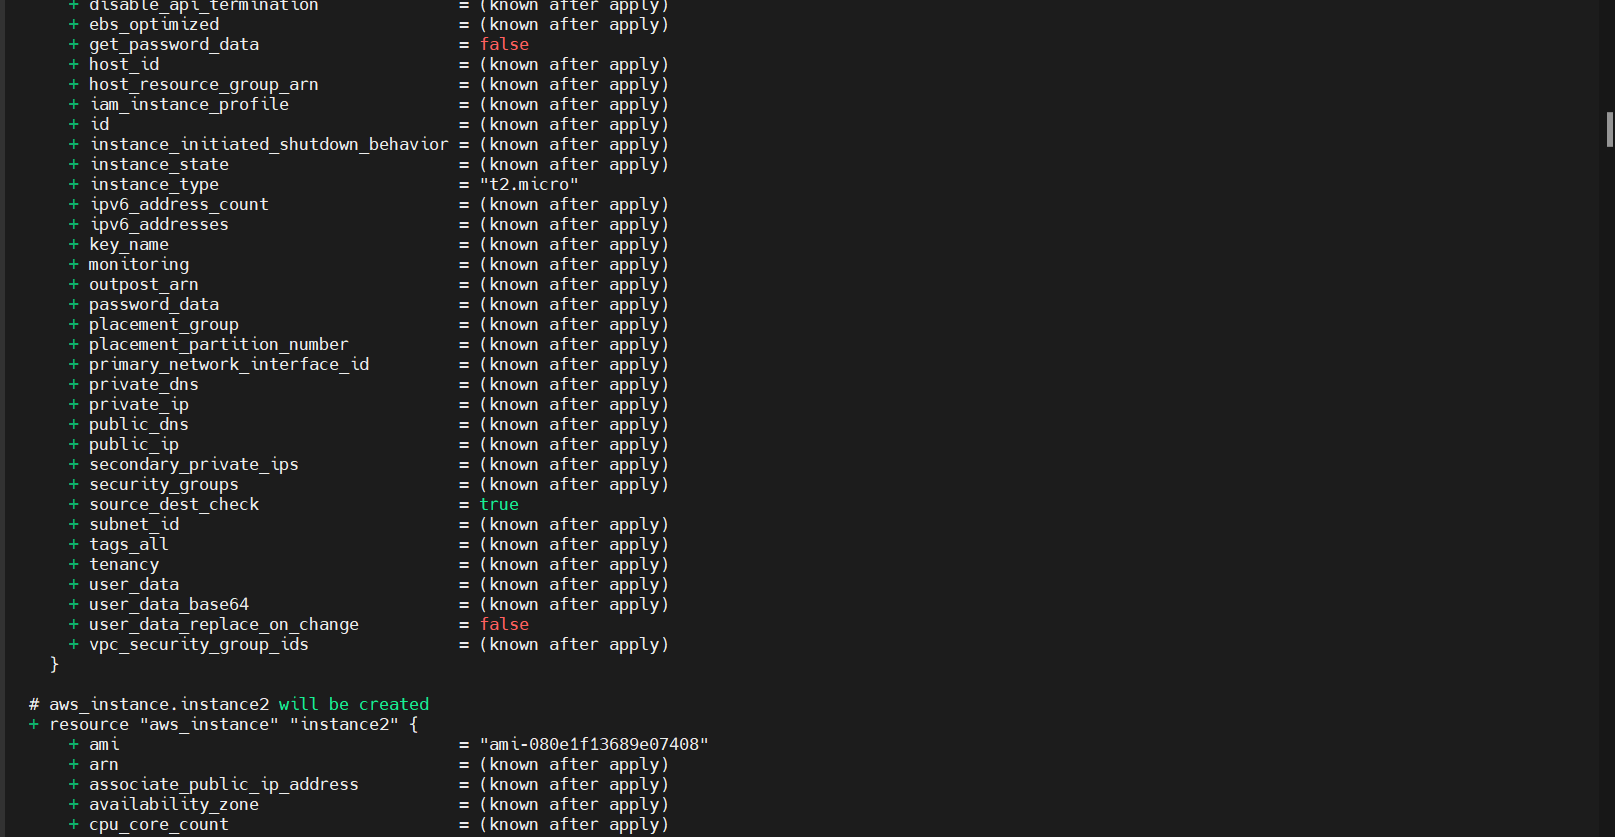 + disable_api_termination = (known after apply)
+ ebs_optimized = (known after apply)
+ get_password_data = false
+ host_id = (known after apply)
+ host_resource_group_arn = (known after apply)
+ iam_instance_profile = (known after apply)
+ id = (known after apply)
+ instance_initiated_shutdown_behavior = (known after apply)
+ instance_state = (known after apply)
+ instance_type = "t2.micro"
+ ipv6_address_count = (known after apply)
+ ipv6_addresses = (known after apply)
+ key_name = (known after apply)
+ monitoring = (known after apply)
+ outpost_arn = (known after apply)
+ password_data = (known after apply)
+ placement_group = (known after apply)
+ placement_partition_number = (known after apply)
+ primary_network_interface_id = (known after apply)
+ private_dns = (known after apply)
+ private_ip = (known after apply)
+ public_dns = (known after apply)
+ public_ip = (known after apply)
+ secondary_private_ips = (known after apply)
+ security_groups = (known after apply)
+ source_dest_check = true
+ subnet_id = (known after apply)
+ tags_all = (known after apply)
+ tenancy = (known after apply)
+ user_data = (known after apply)
+ user_data_base64 = (known after apply)
+ user_data_replace_on_change = false
+ vpc_security_group_ids = (known after apply)
}
# aws_instance.instance2 will be created
+ resource "aws_instance" "instance2" {
+ ami = "ami-080e1f13689e07408"
+ arn = (known after apply)
+ associate_public_ip_address = (known after apply)
+ availability_zone = (known after apply)
+ cpu_core_count = (known after apply)